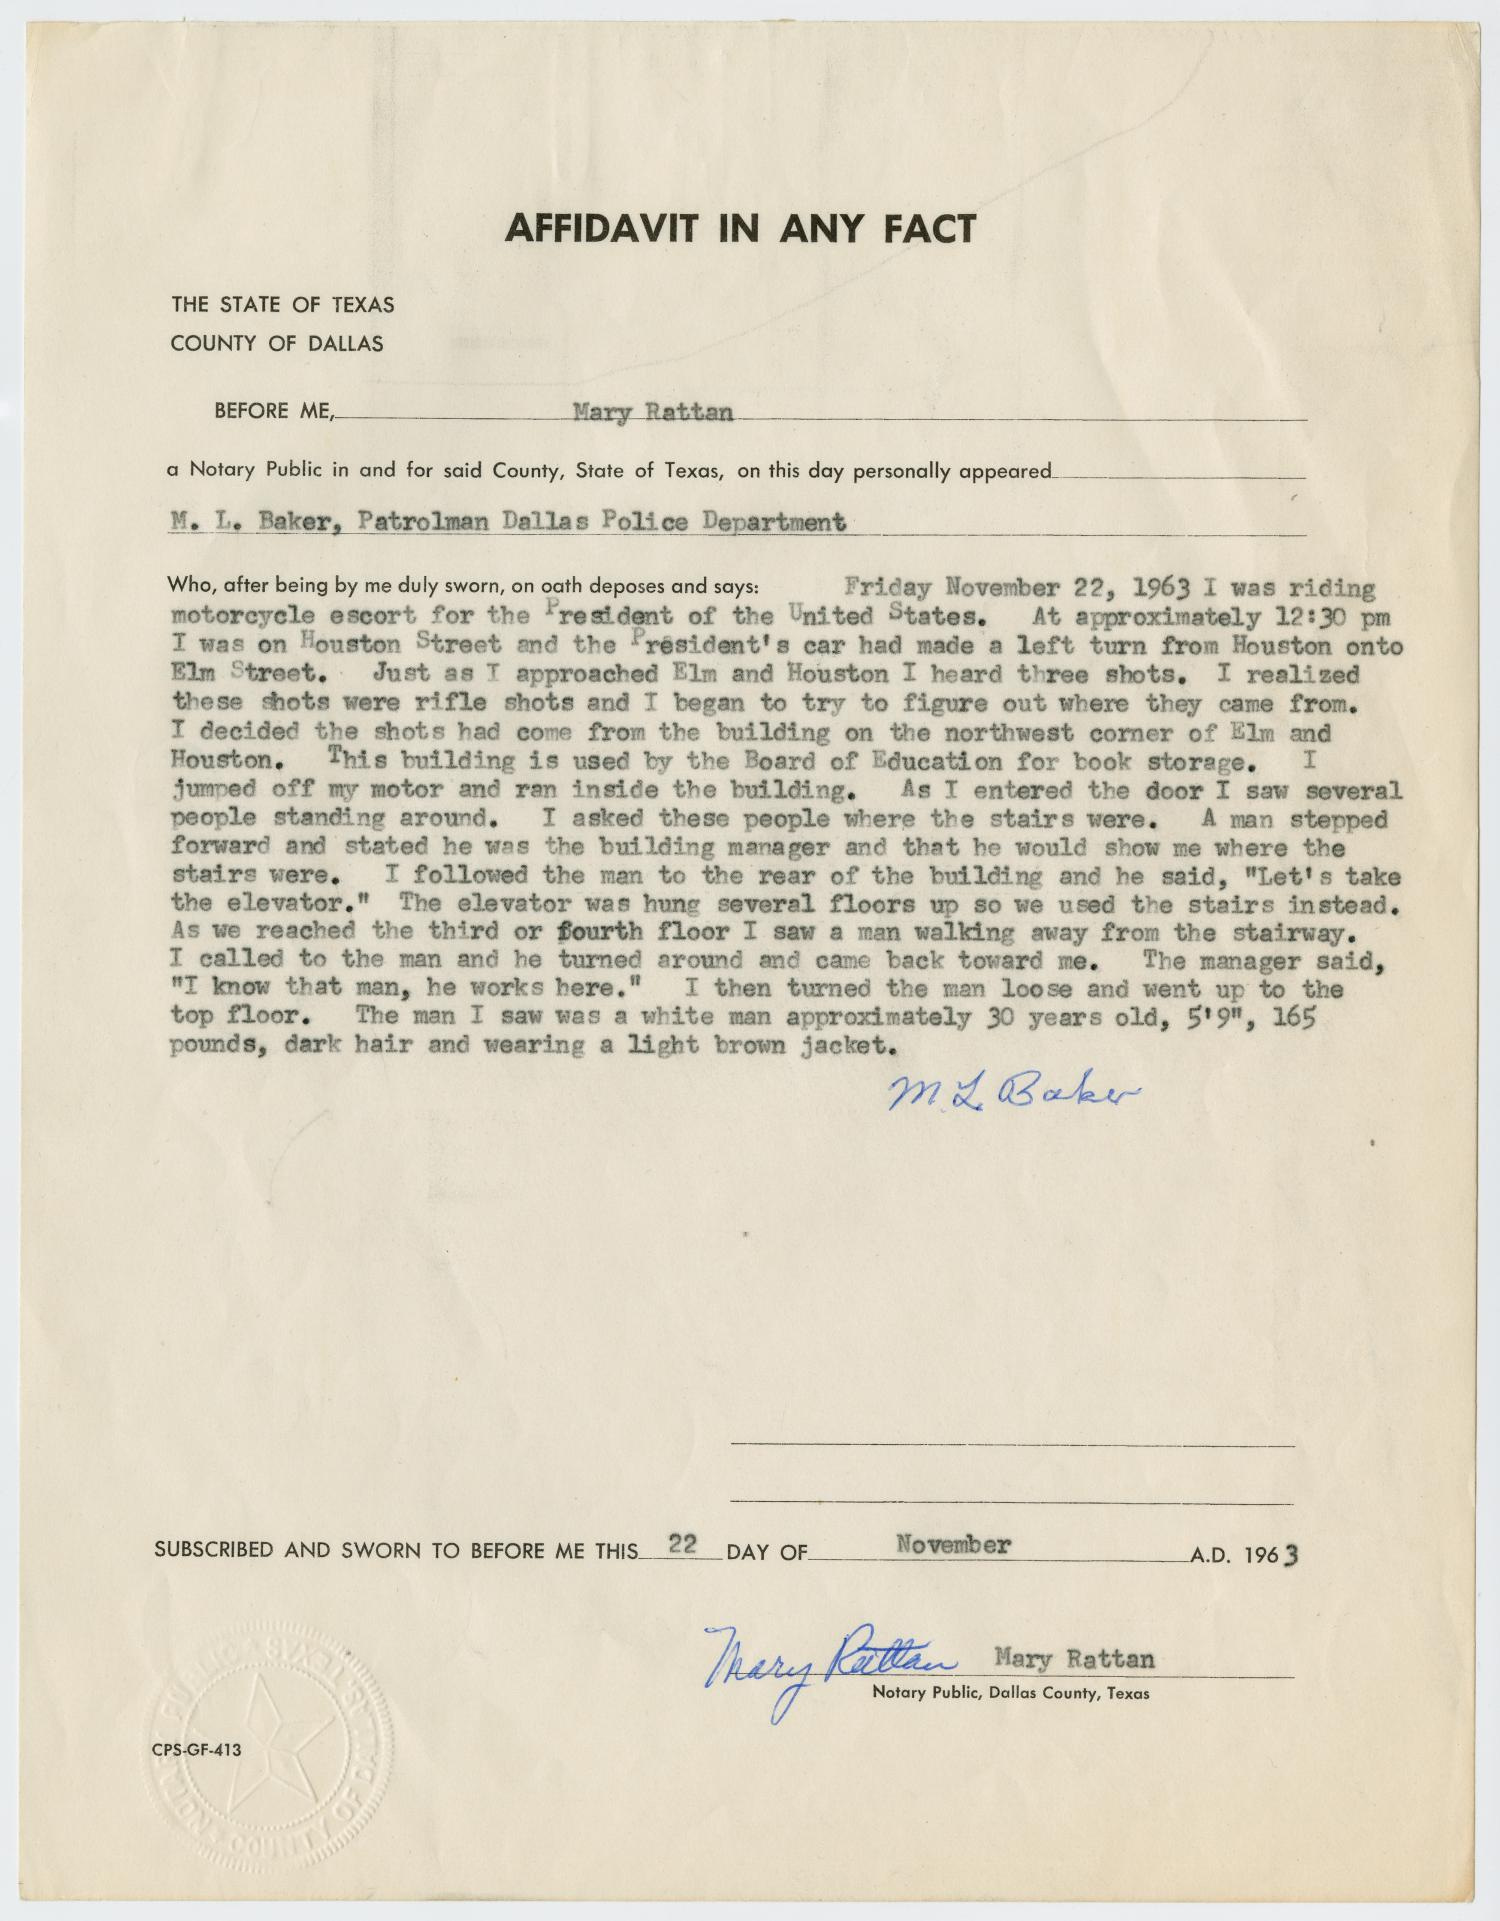 AFFIDAVIT IN ANY FACT
THE STATE OF TEXAS
COUNTY OF DALLAS
BEFORE ME, Mary Rattan
a Notary Public in and for said County, State of Texas, on this day personally appeared
M. L. Baker, Patrolman Dallas Police Department
Who, after being by me duly sworn, on oath deposes and says: Friday November 22, 1963 I was riding
motorcycle escort for the President of the United States. At approximately 12:30 pm
I was on Houston Street and the President's car had made a left turn from Houston onto
Elm Street. Just as I approached Elm and Houston I heard three shots. I realized
these shots were rifle shots and I began to try to figure out where they came from.
I decided the shots had come from the building on the northwest corner of Elm and
Houston. This building is used by the Board of Education for book storage. I
jumped off my motor and ran inside the building. As I entered the door I saw several
people standing around. I asked these people where the stairs were. A man stepped
forward and stated he was the building manager and that he would show me where the
stairs were. I followed the man to the rear of the building and he said, "Let's take
the elevator." The elevator was hung several floors up so we used the stairs instead.
As we reached the third or fourth floor I saw a man walking away from the stairway.
I called to the man and he turned around and came back toward me. The manager said,
"I know that man, he works here." I then turned the man loose and went up to the
top floor. The man I saw was a white man approximately 30 years old, 5'9", 165
pounds, dark hair and wearing a light brown jacket.
M. L. Baker
SUBSCRIBED AND SWORN TO BEFORE ME THIS 22 DAY OF November A.D. 1963
Mary Rattan Mary Rattan
Notary Public, Dallas County, Texas
CPS-GF-413
COUNTY OF DA